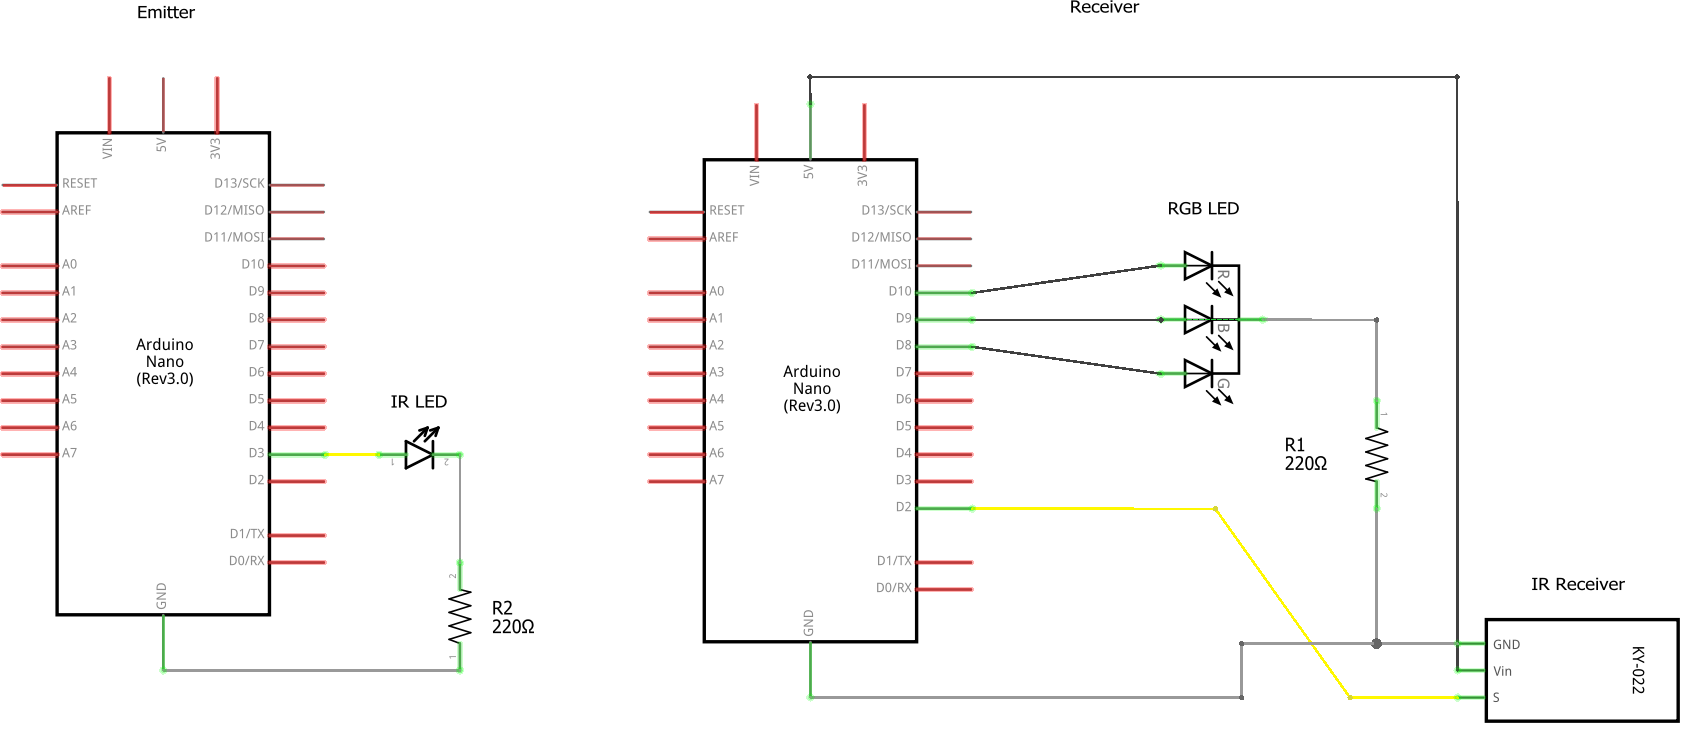 Emitter
VIN
5V
3V3
RESET
AREF
A0
A1
A2
A3
A4
A5
A6
A7
D13/SCK
D12/MISO
D11/MOSI
D10
D9
D8
D7
D6
D5
D4
D3
D2
D1/TX
D0/RX
Arduino
Nano
(Rev3.0)
GND
IR LED
1
2
2
R2
220Ω
1
Receiver
VIN
5V
3V3
RESET
AREF
A0
A1
A2
A3
A4
A5
A6
A7
D13/SCK
D12/MISO
D11/MOSI
D10
D9
D8
D7
D6
D5
D4
D3
D2
D1/TX
D0/RX
Arduino
Nano
(Rev3.0)
GND
RGB LED
R
B
G
1
R1
220Ω
2
IR Receiver
GND
Vin
S
KY-022